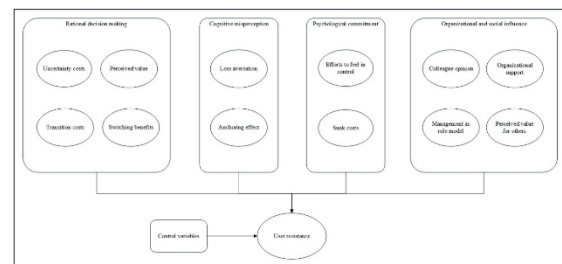 Rational decision making
Cognitive misperception
Psychological commitment
Organizational and social influence
Uncertainty costs
Perceived value
Loss aversation
Efforts to feel in
control
Colleague opinion
Organizational
support
Transition costs
Switching benefits
Anchoring effect
Sunk costs
Management as
role model
Perceived value
for others
Control variables
User resistance